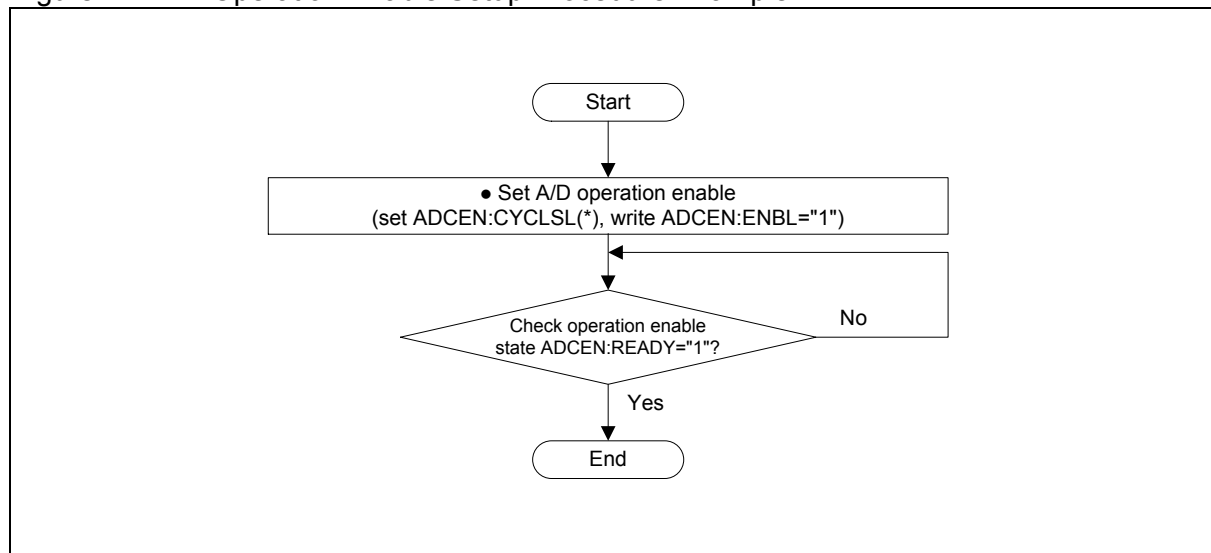 Start
● Set A/D operation enable
(set ADCEN:CYCLSL(*), write ADCEN:ENBL="1")
Check operation enable
state ADCEN:READY="1"?
No
Yes
End